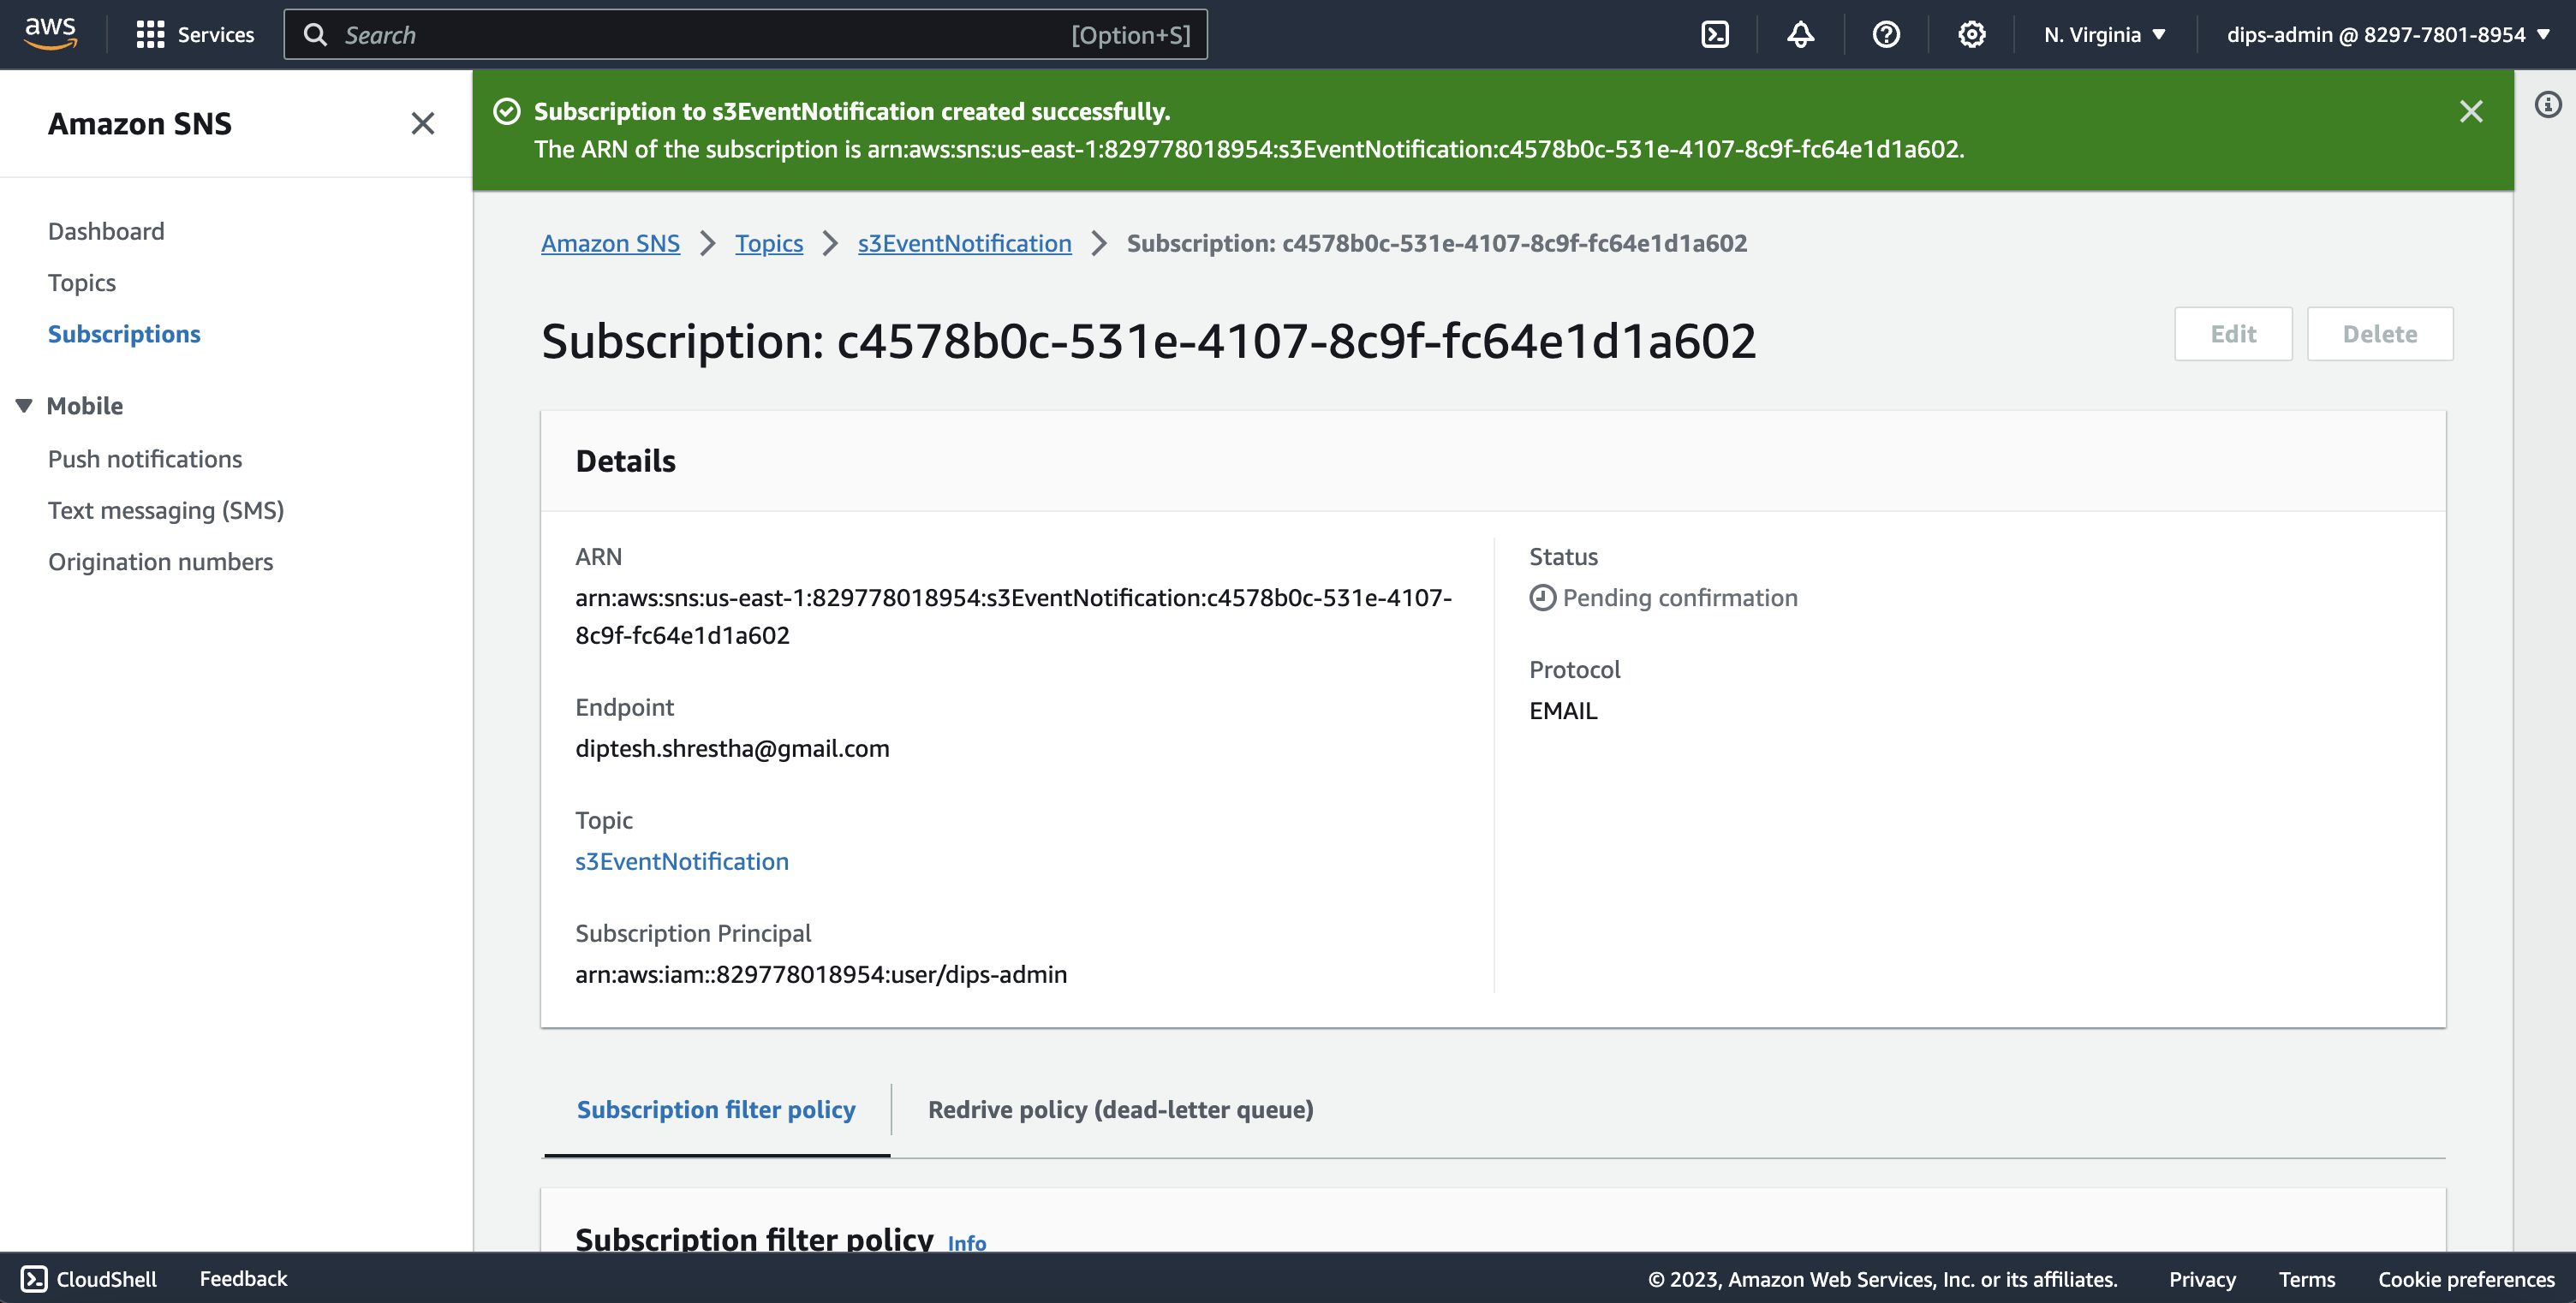 aws
Services
Search
[Option+S]
N. Virginia
dips-admin @ 8297-7801-8954
Amazon SNS
Dashboard
Topics
Subscriptions
Mobile
Push notifications
Text messaging (SMS)
Origination numbers
Subscription to s3EventNotification created successfully.
The ARN of the subscription is arn:aws:sns:us-east-1:829778018954:s3EventNotification:c4578b0c-531e-4107-8c9f-fc64e1d1a602.
Amazon SNS > Topics > s3EventNotification > Subscription: c4578b0c-531e-4107-8c9f-fc64e1d1a602
Subscription: c4578b0c-531e-4107-8c9f-fc64e1d1a602
Edit
Delete
Details
ARN
arn:aws:sns:us-east-1:829778018954:s3EventNotification:c4578b0c-531e-4107-
8c9f-fc64e1d1a602
Endpoint
diptesh.shrestha@gmail.com
Topic
s3EventNotification
Subscription Principal
arn:aws:iam::829778018954:user/dips-admin
Status
Pending confirmation
Protocol
EMAIL
Subscription filter policy
Redrive policy (dead-letter queue)
Subscription filter policy Info
CloudShell
Feedback
© 2023, Amazon Web Services, Inc. or its affiliates.
Privacy
Terms
Cookie preferences